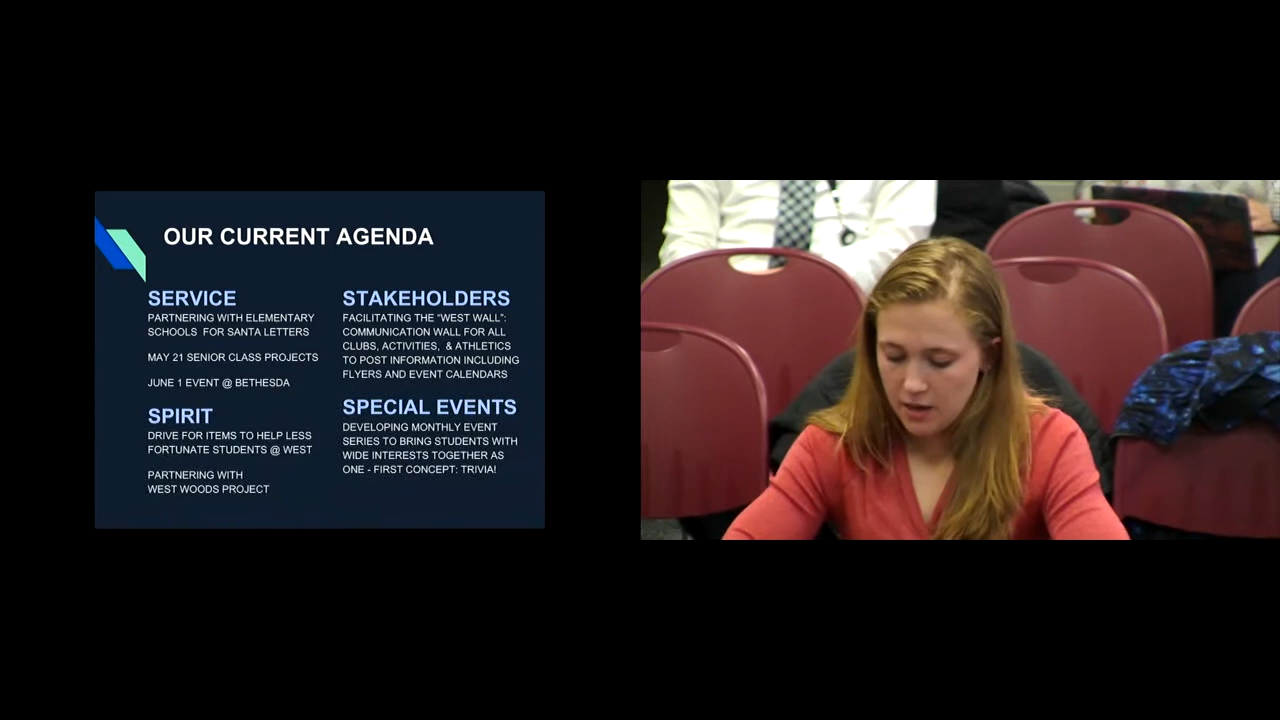 OUR CURRENT AGENDA
SERVICE
PARTNERING WITH ELEMENTARY
SCHOOLS FOR SANTA LETTERS
MAY 21 SENIOR CLASS PROJECTS
JUNE 1 EVENT @ BETHESDA
SPIRIT
DRIVE FOR ITEMS TO HELP LESS
FORTUNATE STUDENTS @ WEST
PARTNERING WITH
WEST WOODS PROJECT
STAKEHOLDERS
FACILITATING THE “WEST WALL”:
COMMUNICATION WALL FOR ALL
CLUBS, ACTIVITIES, & ATHLETICS
TO POST INFORMATION INCLUDING
FLYERS AND EVENT CALENDARS
SPECIAL EVENTS
DEVELOPING MONTHLY EVENT
SERIES TO BRING STUDENTS WITH
WIDE INTERESTS TOGETHER AS
ONE - FIRST CONCEPT: TRIVIA!